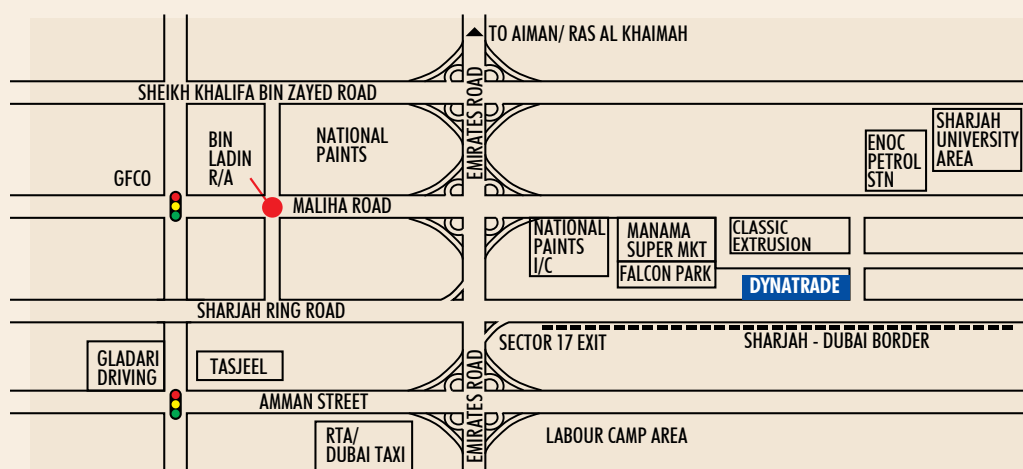 TO AIMAN/ RAS AL KHAIMAH
SHEIKH KHALIFA BIN ZAYED ROAD
EMIRATES ROAD
BIN
LADIN
R/A
NATIONAL
PAINTS
SHARJAH
UNIVERSITY
AREA
ENOC
PETROL
STN
GFCO
MALIHA ROAD
NATIONAL
PAINTS
I/C
MANAMA
SUPER MKT
FALCON PARK
CLASSIC
EXTRUSION
DYNATRADE
SHARJAH RING ROAD
SECTOR 17 EXIT
SHARJAH - DUBAI BORDER
GLADARI
DRIVING
TASJEEL
EMIRATES ROAD
AMMAN STREET
RTA/
DUBAI TAXI
LABOUR CAMP AREA